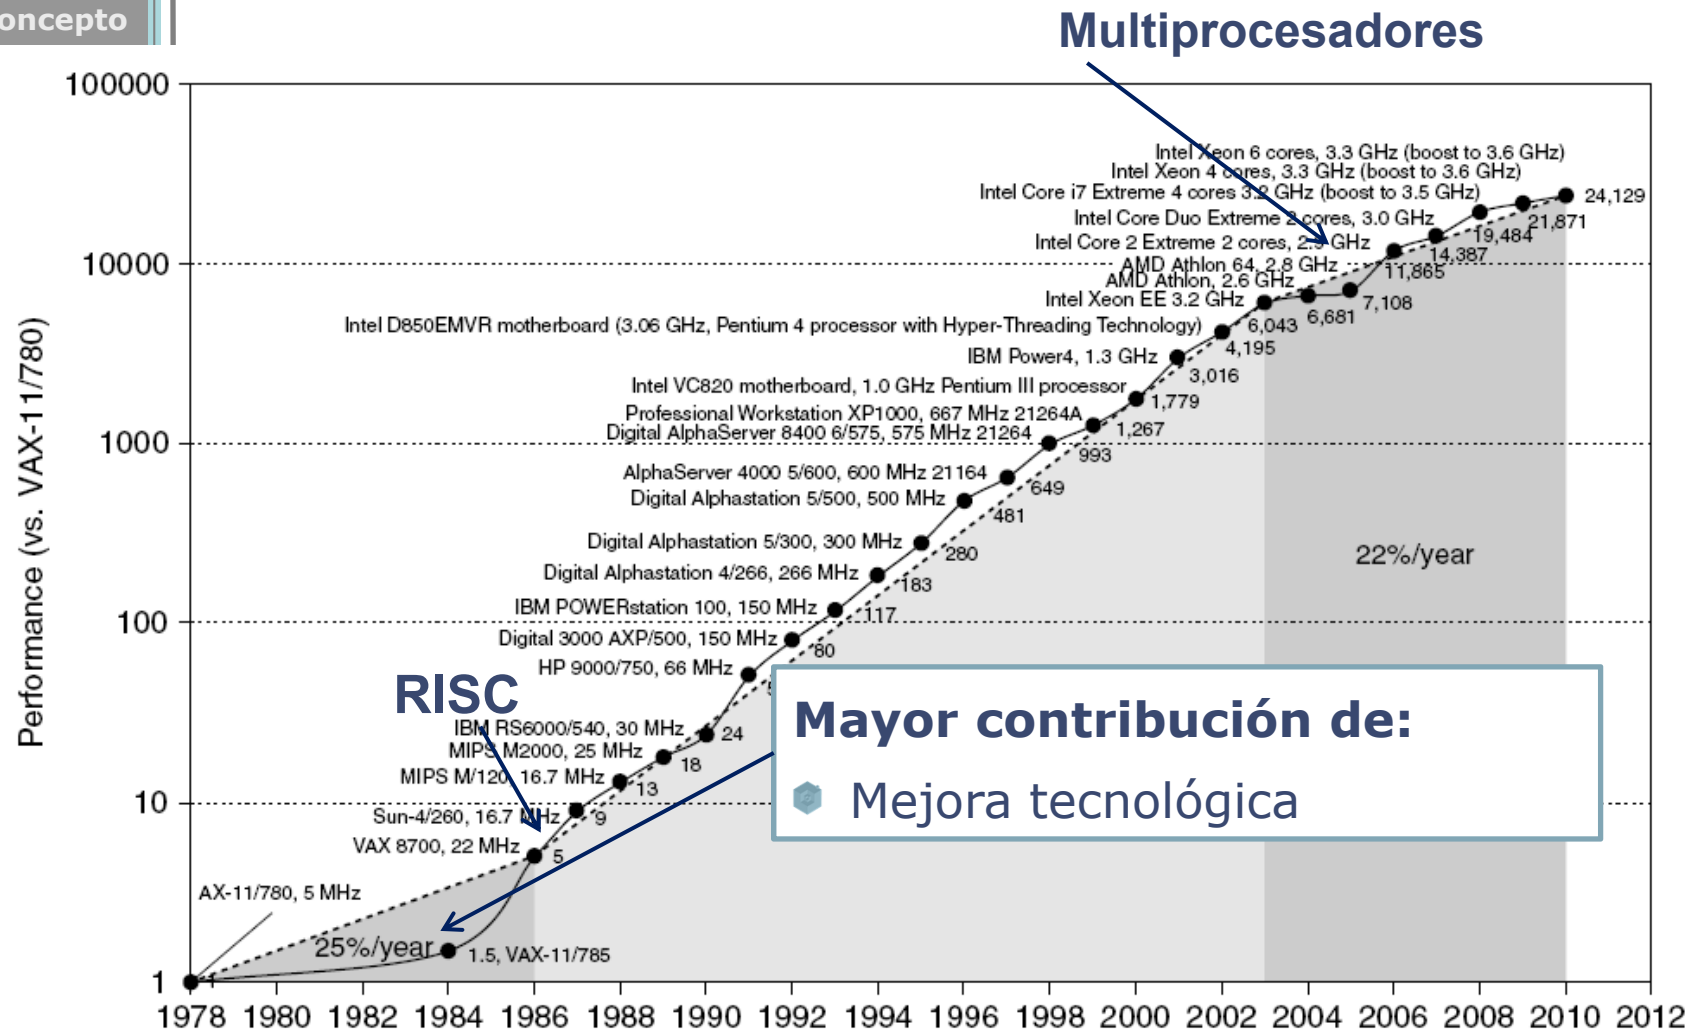 oncepto
Multiprocesadores
Performance (vs. VAX-11/780)
100000
10000
1000
100
10
1
Intel Xeon 6 cores, 3.3 GHz (boost to 3.6 GHz)
Intel Xeon 4 cores, 3.3 GHz (boost to 3.6 GHz)
Intel Core i7 Extreme 4 cores 3.2 GHz (boost to 3.5 GHz)
Intel Core Duo Extreme 2 cores, 3.0 GHz
Intel Core 2 Extreme 2 cores, 2.9 GHz
AMD Athlon 64, 2.8 GHz
AMD Athlon, 2.6 GHz
Intel Xeon EE 3.2 GHz
Intel D850EMVR motherboard (3.06 GHz, Pentium 4 processor with Hyper-Threading Technology)
IBM Power4, 1.3 GHz
Intel VC820 motherboard, 1.0 GHz Pentium III processor
Professional Workstation XP1000, 667 MHz 21264A
Digital AlphaServer 8400 6/575, 575 MHz 21264
AlphaServer 4000 5/600, 600 MHz 21164
Digital Alphastation 5/500, 500 MHz
Digital Alphastation 5/300, 300 MHz
Digital Alphastation 4/266, 266 MHz
IBM POWERstation 100, 150 MHz
Digital 3000 AXP/500, 150 MHz
HP 9000/750, 66 MHz
RISC
IBM RS6000/540, 30 MHz
MIPS M2000, 25 MHz
MIPS M/120, 16.7 MHz
Sun-4/260, 16.7 MHz
VAX 8700, 22 MHz
AX-11/780, 5 MHz
24,129
21,871
19,484
14,387
11,865
7,108
6,681
6,043
4,195
3,016
1,779
1,267
993
649
481
280
183
117
80
24
18
13
9
5
1.5, VAX-11/785
25%/year
22%/year
Mayor contribución de:
Mejora tecnológica
1978 1980 1982 1984 1986 1988 1990 1992 1994 1996 1998 2000 2002 2004 2006 2008 2010 2012